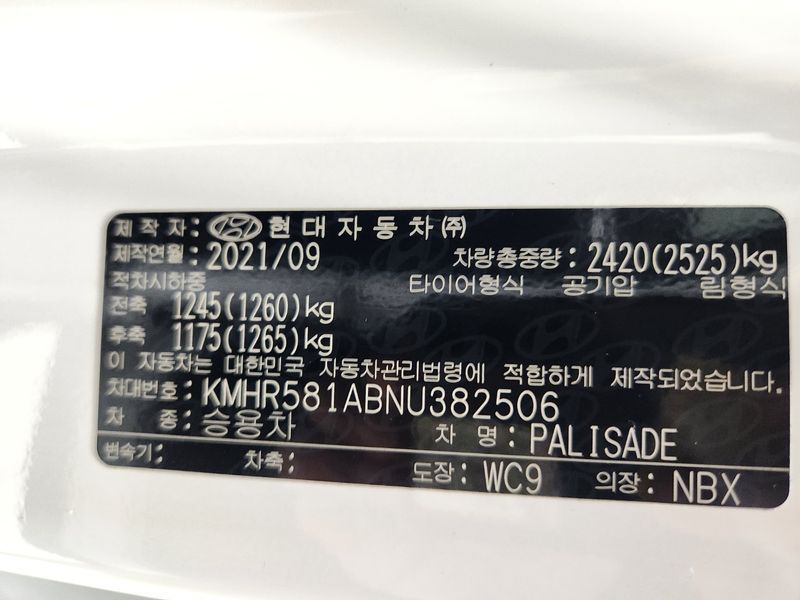 제작자: 현대자동차㈜
제작연월: 2021/09 차량총중량: 2420(2525)kg
적차시하중 타이어형식 공기압 림형식
전축 1245(1260)kg
후축 1175(1265)kg
이 자동차는 대한민국 자동차관리법령에 적합하게 제작되었습니다.
차대번호: KMHR581ABNU382506
차 종: 승용차 차 명: PALISADE
변속기: 차축: 도장: WC9 의장: NBX